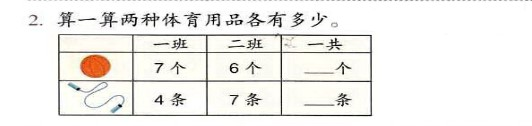 2. 算一算两种体育用品各有多少。
一班 二班 一共
7个 6个 ___个
4条 7条 ___条